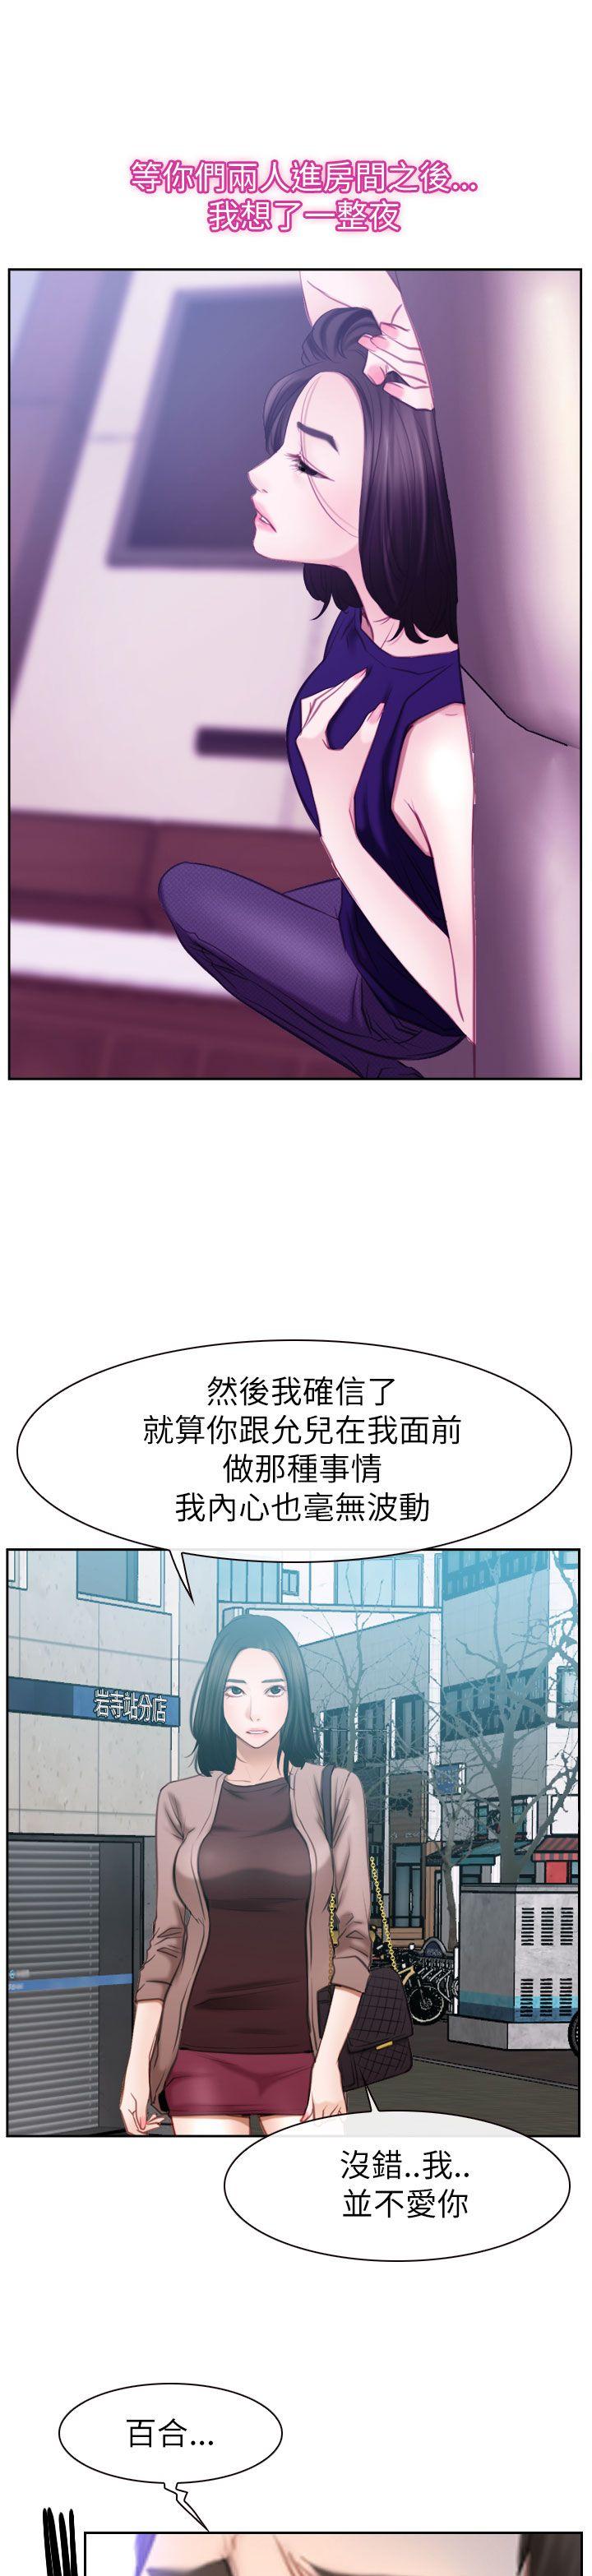 等你們兩人進房間之後...
我想了一整夜
然後我確信了
就算你跟允兒在我面前
做那種事情
我內心也毫無波動
岩寺站分店
沒錯..我..
並不愛你
百合...